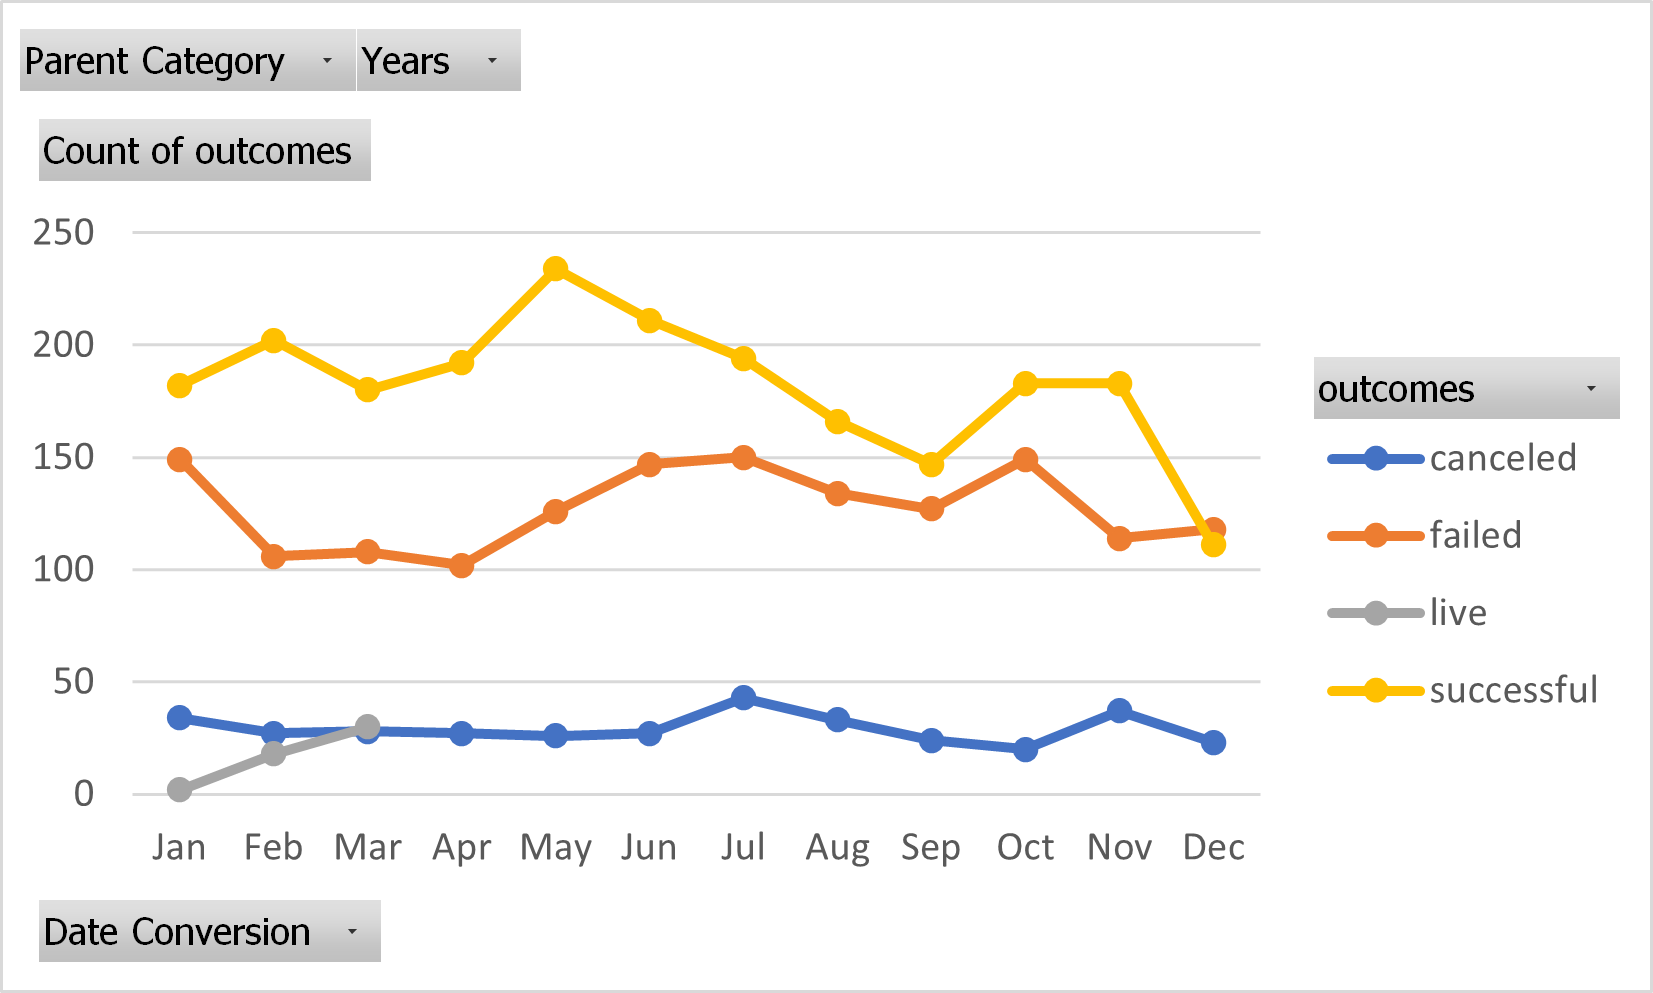 Parent Category Years
Count of outcomes
250
200
150
100
50
0
Jan Feb Mar Apr May Jun Jul Aug Sep Oct Nov Dec
outcomes
canceled
failed
live
successful
Date Conversion